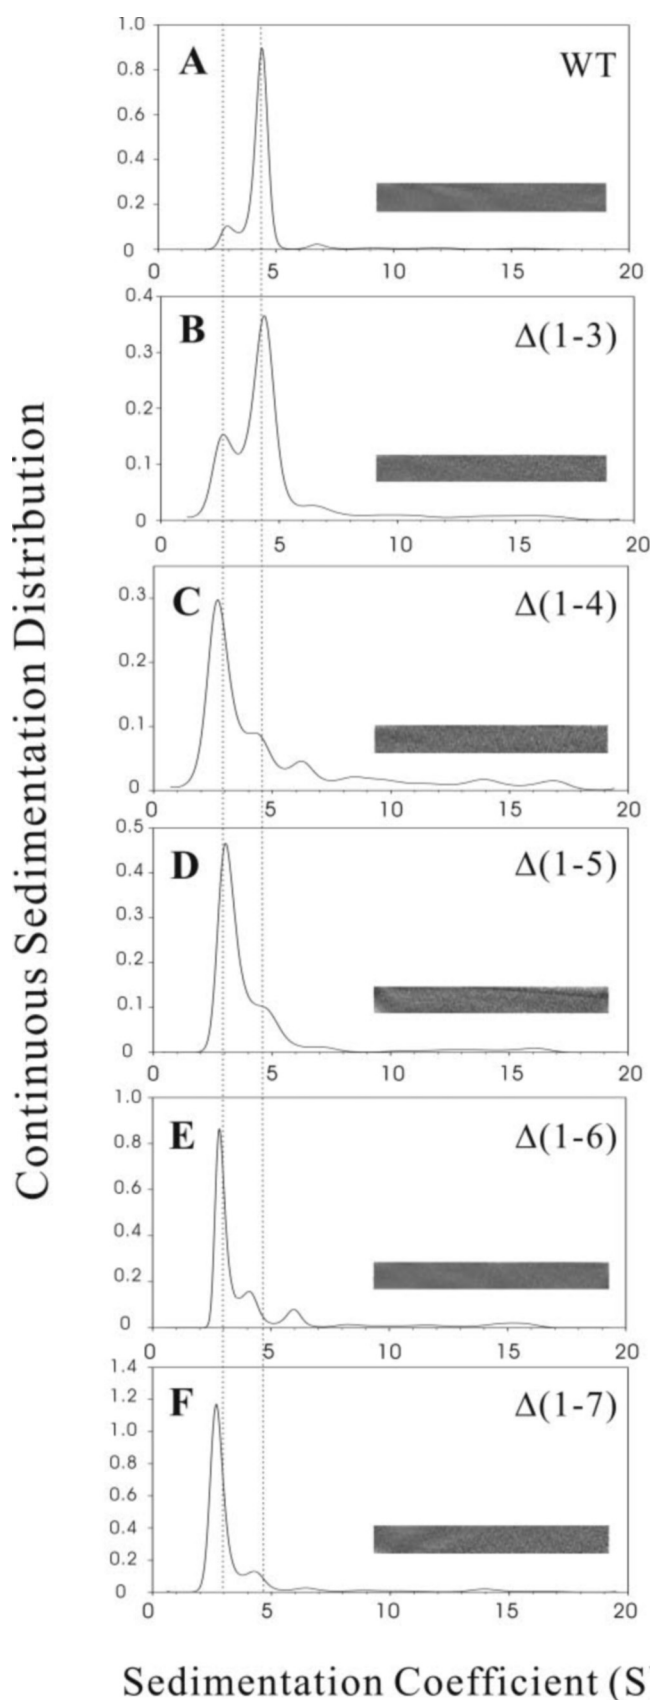 Continuous Sedimentation Distribution
1.0
A
WT
0.8
0.6
0.4
0.2
0
0 5 10 15 20
0.4
B
Δ(1-3)
0.3
0.2
0.1
0
0 5 10 15 20
C
Δ(1-4)
0.3
0.2
0.1
0
0 5 10 15 20
0.5
D
Δ(1-5)
0.4
0.3
0.2
0.1
0
0 5 10 15 20
1.0
E
Δ(1-6)
0.8
0.6
0.4
0.2
0
0 5 10 15 20
1.4
F
Δ(1-7)
1.2
1.0
0.8
0.6
0.4
0.2
0
0 5 10 15 20
Sedimentation Coefficient (S